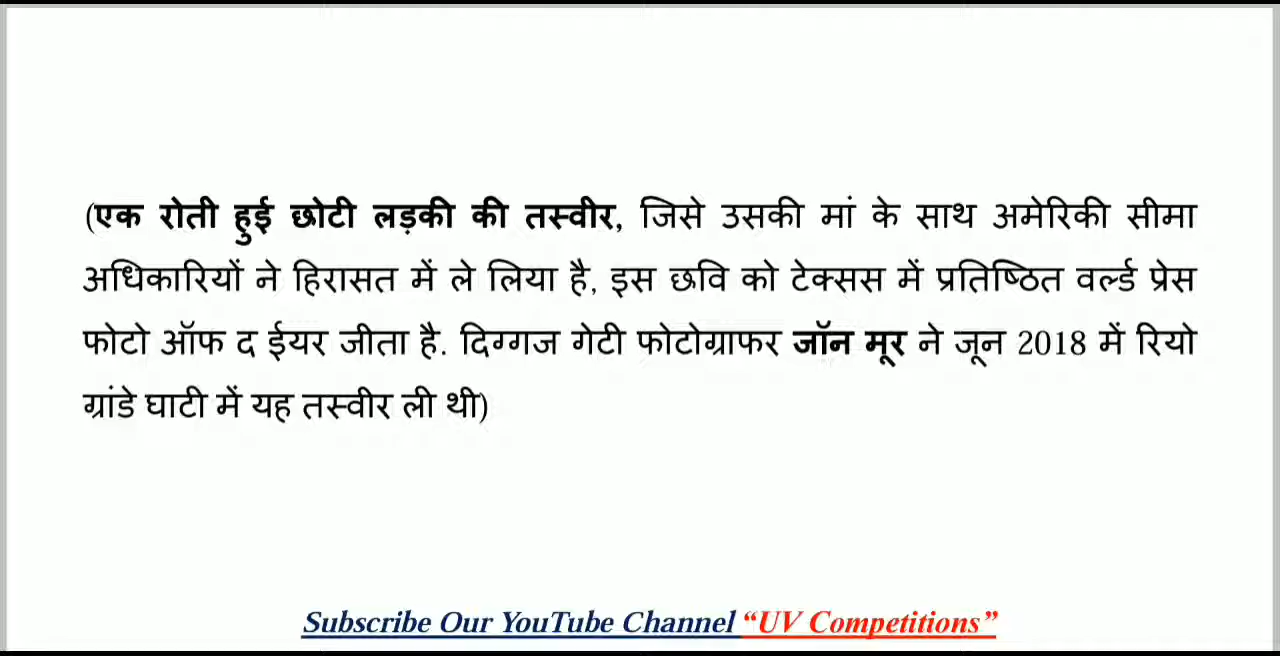 (एक रोती हुई छोटी लड़की की तस्वीर, जिसे उसकी मां के साथ अमेरिकी सीमा
अधिकारियों ने हिरासत में ले लिया है, इस छवि को टेक्सस में प्रतिष्ठित वर्ल्ड प्रेस
फोटो ऑफ द ईयर जीता है. दिग्गज गेटी फोटोग्राफर जॉन मूर ने जून 2018 में रियो
ग्रांडे घाटी में यह तस्वीर ली थी)
Subscribe Our YouTube Channel “UV Competitions”